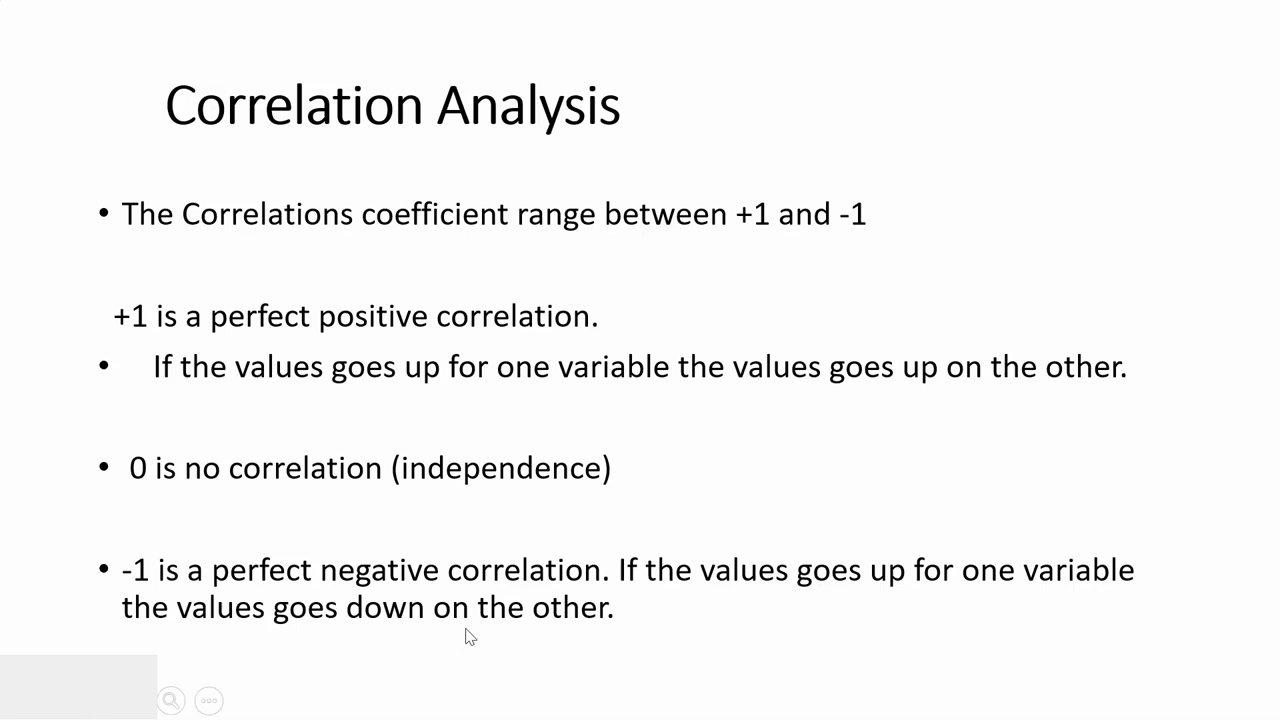 Correlation Analysis
• The Correlations coefficient range between +1 and -1
+1 is a perfect positive correlation.
• If the values goes up for one variable the values goes up on the other.
• 0 is no correlation (independence)
• -1 is a perfect negative correlation. If the values goes up for one variable
the values goes down on the other.